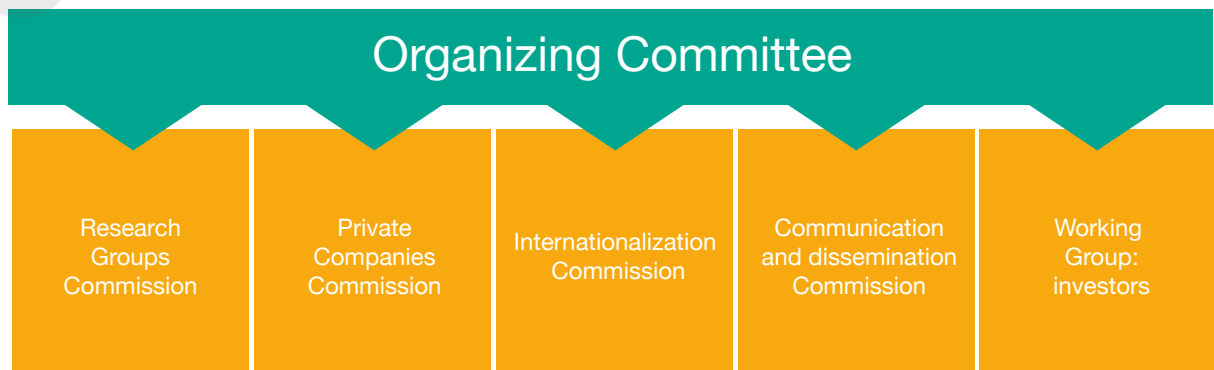 Organizing Committee
Research
Groups
Commission
Private
Companies
Commission
Internationalization
Commission
Communication
and dissemination
Commission
Working
Group:
investors